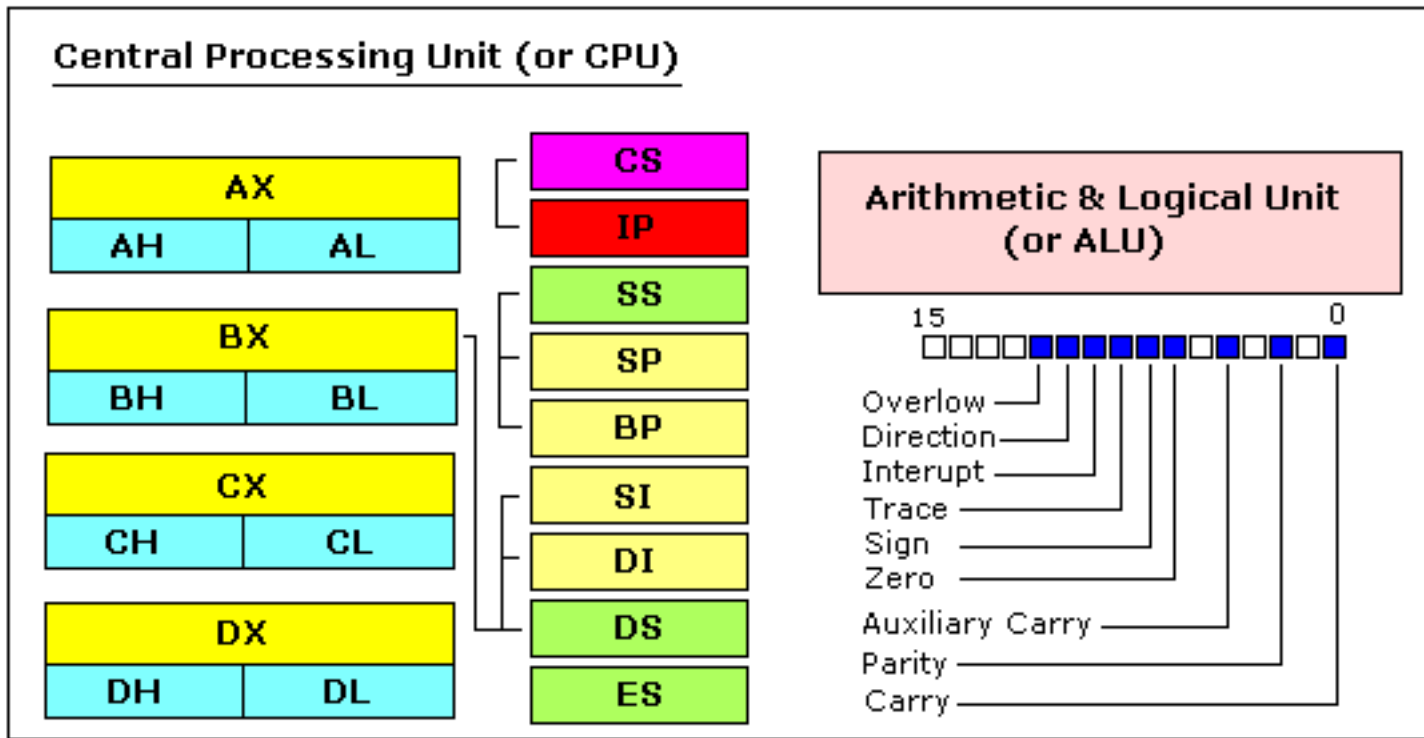 Central Processing Unit (or CPU)
AX
AH AL
BX
BH BL
CX
CH CL
DX
DH DL
CS
IP
SS
SP
BP
SI
DI
DS
ES
Arithmetic & Logical Unit
(or ALU)
15 0
Overlow
Direction
Interupt
Trace
Sign
Zero
Auxiliary Carry
Parity
Carry